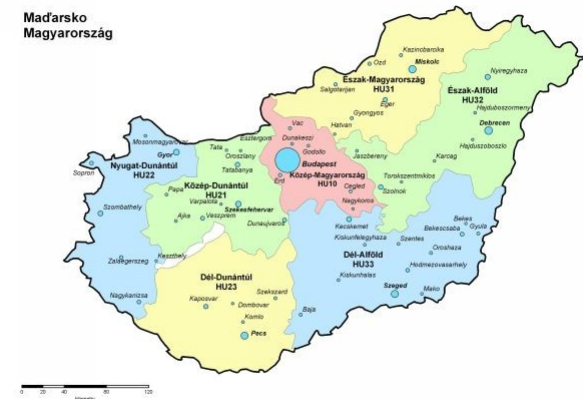 Maďarsko
Magyarország
Kazincbarcika
Ozd
Miskolc
Salgotarjan
Észak-Magyarország
HU31
Nyiregyhaza
Eger
Gyongyos
Észak-Alföld
HU32
Hajduboszormeny
Vac
Hatvan
Debrecen
Mosonmagyarovar
Esztergom
Dunakeszi
Godollo
Hajduszoboszlo
Gyor
Tata
Oroszlany
Tatabanya
Budapest
Jaszbereny
Karcag
Sopron
Nyugat-Dunántúl
HU22
Erd
Közép-Magyarország
HU10
Torokszentmiklos
Szolnok
Közép-Dunántúl
HU21
Cegled
Papa
Varpalota
Szekesfehervar
Nagykoros
Szombathely
Ajka
Veszprem
Dunaujvaros
Kecskemet
Bekes
Kiskunfelegyhaza
Szentes
Bekescsaba
Gyula
Zalaegerszeg
Keszthely
Dél-Alföld
HU33
Oroshaza
Hodmezovasarhely
Dél-Dunántúl
HU23
Kiskunhalas
Nagykanizsa
Kaposvar
Szekszard
Dombovar
Szeged
Mako
Komlo
Baja
Pecs
0 20 40 80 120